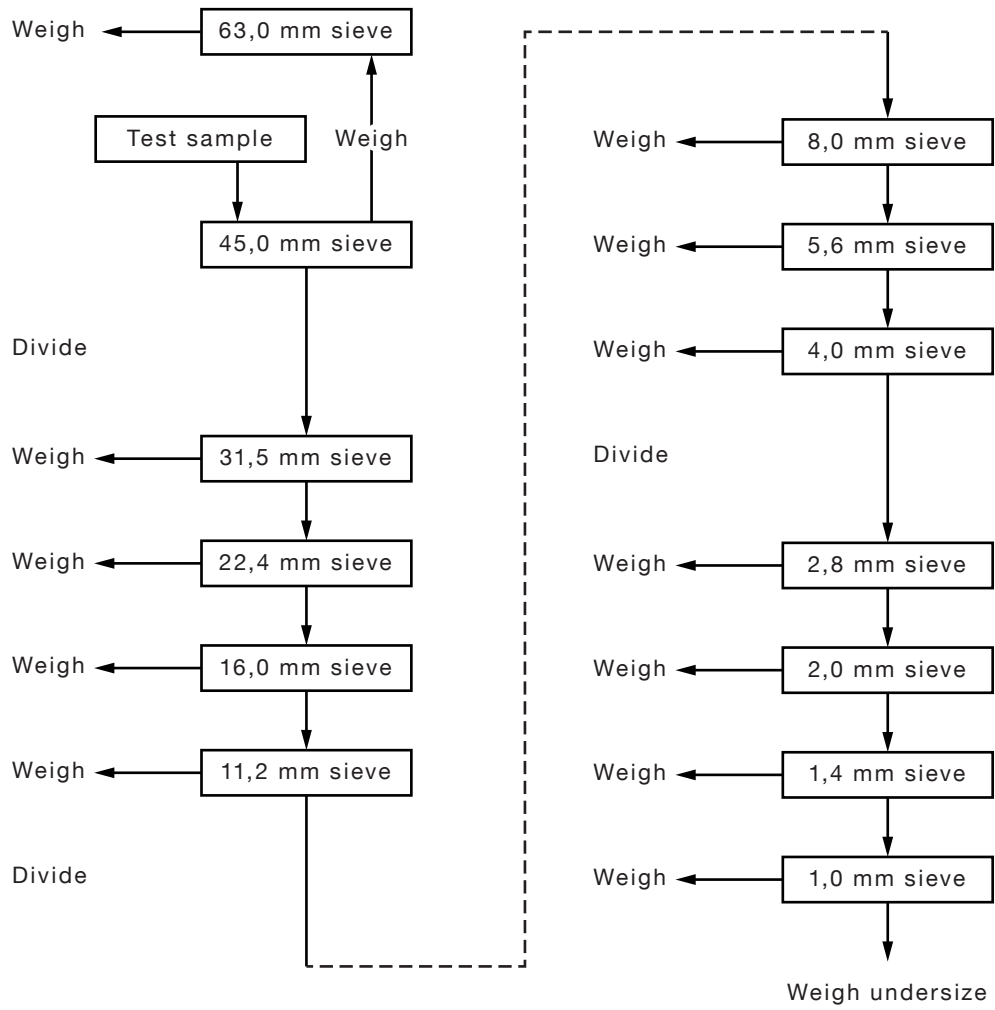 Weigh
63,0 mm sieve
Test sample
Weigh
45,0 mm sieve
Divide
Weigh
31,5 mm sieve
Weigh
22,4 mm sieve
Weigh
16,0 mm sieve
Weigh
11,2 mm sieve
Divide
Weigh
8,0 mm sieve
Weigh
5,6 mm sieve
Weigh
4,0 mm sieve
Divide
Weigh
2,8 mm sieve
Weigh
2,0 mm sieve
Weigh
1,4 mm sieve
Weigh
1,0 mm sieve
Weigh undersize